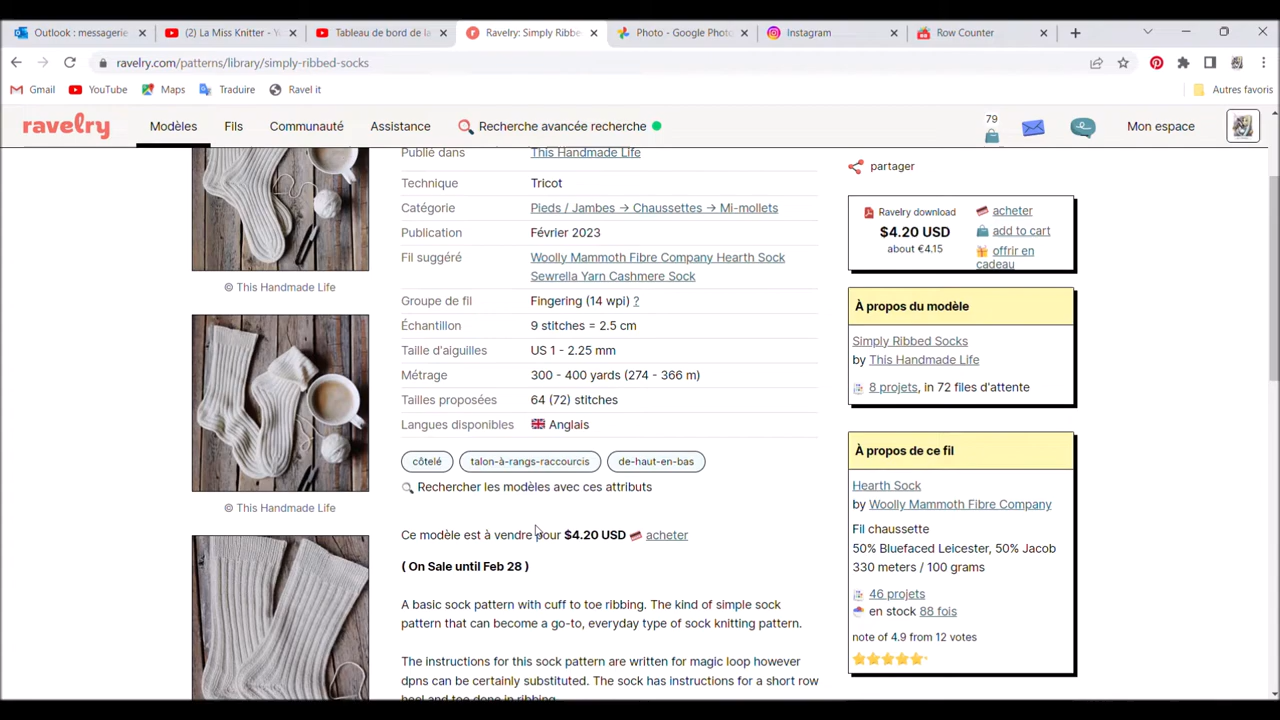 Outlook : messagerie
(2) La Miss Knitter - Y
Tableau de bord de la
Ravelry: Simply Ribbe
Photo - Google Photo
Instagram
Row Counter
ravelry.com/patterns/library/simply-ribbed-socks
Gmail YouTube Maps Traduire Ravel it Autres favoris
ravelry Modèles Fils Communauté Assistance Recherche avancée recherche 79 Mon espace
Publié dans This Handmade Life
Technique Tricot
Catégorie Pieds / Jambes → Chaussettes → Mi-mollets
Publication Février 2023
Fil suggéré Woolly Mammoth Fibre Company Hearth Sock
Sewrella Yarn Cashmere Sock
Groupe de fil Fingering (14 wpi) ?
Échantillon 9 stitches = 2.5 cm
Taille d'aiguilles US 1 - 2.25 mm
Métrage 300 - 400 yards (274 - 366 m)
Tailles proposées 64 (72) stitches
Langues disponibles Anglais
côtelé talon-à-rangs-raccourcis de-haut-en-bas
Rechercher les modèles avec ces attributs
Ce modèle est à vendre pour $4.20 USD acheter
( On Sale until Feb 28 )
A basic sock pattern with cuff to toe ribbing. The kind of simple sock
pattern that can become a go-to, everyday type of sock knitting pattern.
The instructions for this sock pattern are written for magic loop however
dpns can be certainly substituted. The sock has instructions for a short row
heel and toe done in ribbing.
© This Handmade Life
© This Handmade Life
partager
Ravelry download
$4.20 USD
about €4.15
acheter
add to cart
offrir en
cadeau
À propos du modèle
Simply Ribbed Socks
by This Handmade Life
8 projets, in 72 files d'attente
À propos de ce fil
Hearth Sock
by Woolly Mammoth Fibre Company
Fil chaussette
50% Bluefaced Leicester, 50% Jacob
330 meters / 100 grams
46 projets
en stock 88 fois
note of 4.9 from 12 votes